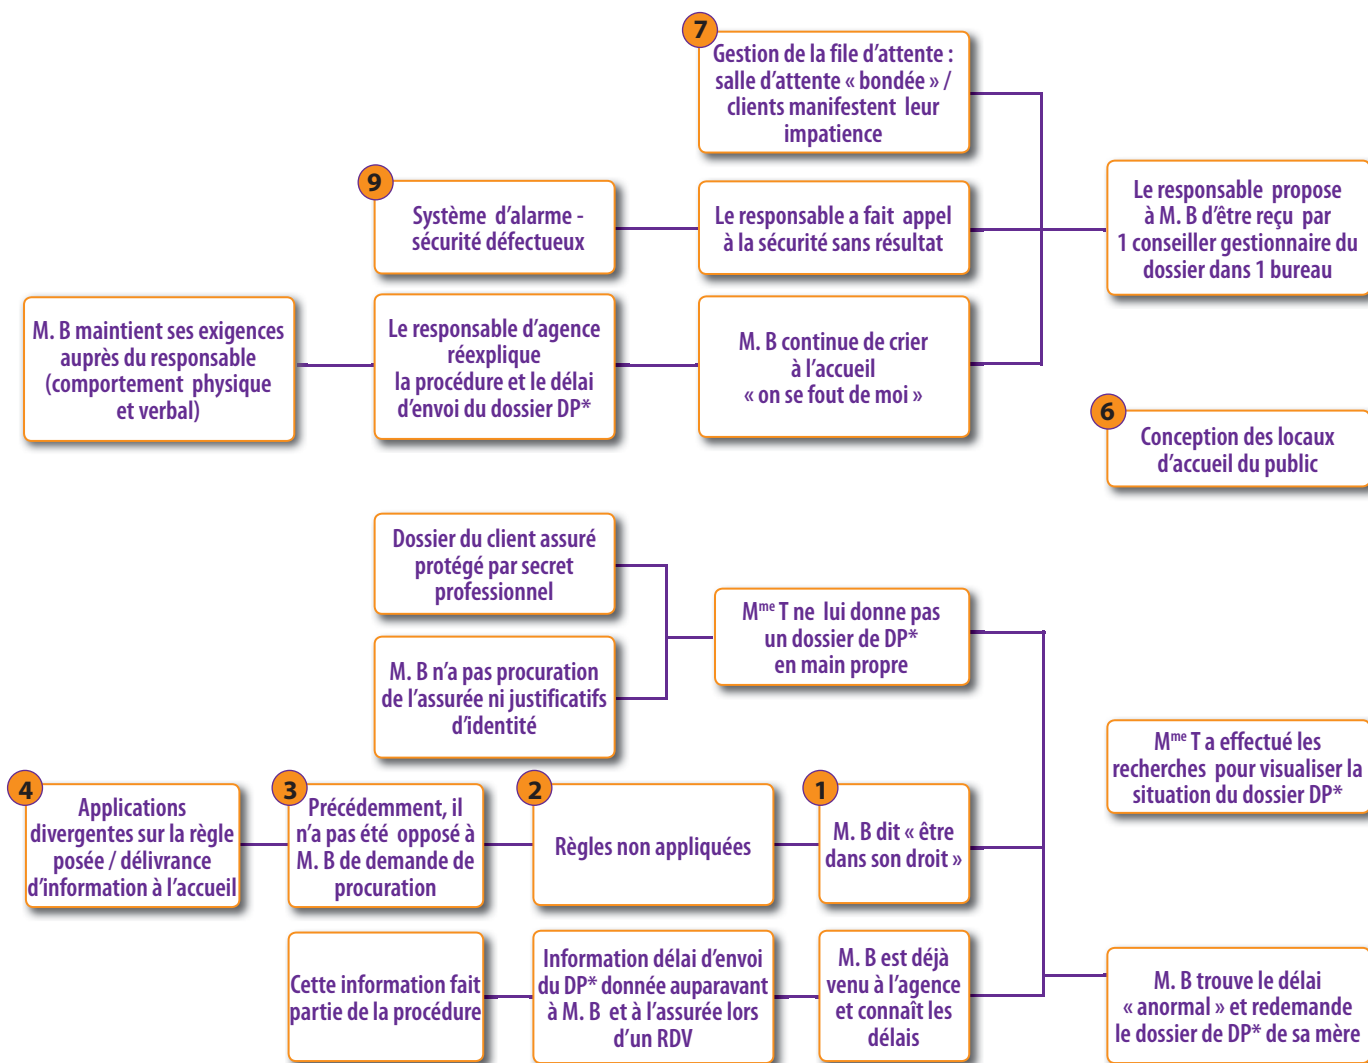 7
Gestion de la file d'attente :
salle d'attente « bondée » /
clients manifestent leur
impatience
9
Système d'alarme -
sécurité défectueux
Le responsable a fait appel
à la sécurité sans résultat
Le responsable propose
à M. B d'être reçu par
1 conseiller gestionnaire du
dossier dans 1 bureau
M. B maintient ses exigences
auprès du responsable
(comportement physique
et verbal)
Le responsable d'agence
réexplique
la procédure et le délai
d'envoi du dossier DP*
M. B continue de crier
à l'accueil
« on se fout de moi »
6
Conception des locaux
d'accueil du public
Dossier du client assuré
protégé par secret
professionnel
M. B n'a pas procuration
de l'assurée ni justificatifs
d'identité
Mme T ne lui donne pas
un dossier de DP*
en main propre
Mme T a effectué les
recherches pour visualiser la
situation du dossier DP*
4
Applications
divergentes sur la règle
posée / délivrance
d'information à l'accueil
3
Précédemment, il
n'a pas été opposé à
M. B de demande de
procuration
2
Règles non appliquées
1
M. B dit « être
dans son droit »
Cette information fait
partie de la procédure
Information délai d'envoi
du DP* donnée auparavant
à M. B et à l'assurée lors
d'un RDV
M. B est déjà
venu à l'agence
et connaît les
délais
M. B trouve le délai
« anormal » et redemande
le dossier de DP* de sa mère